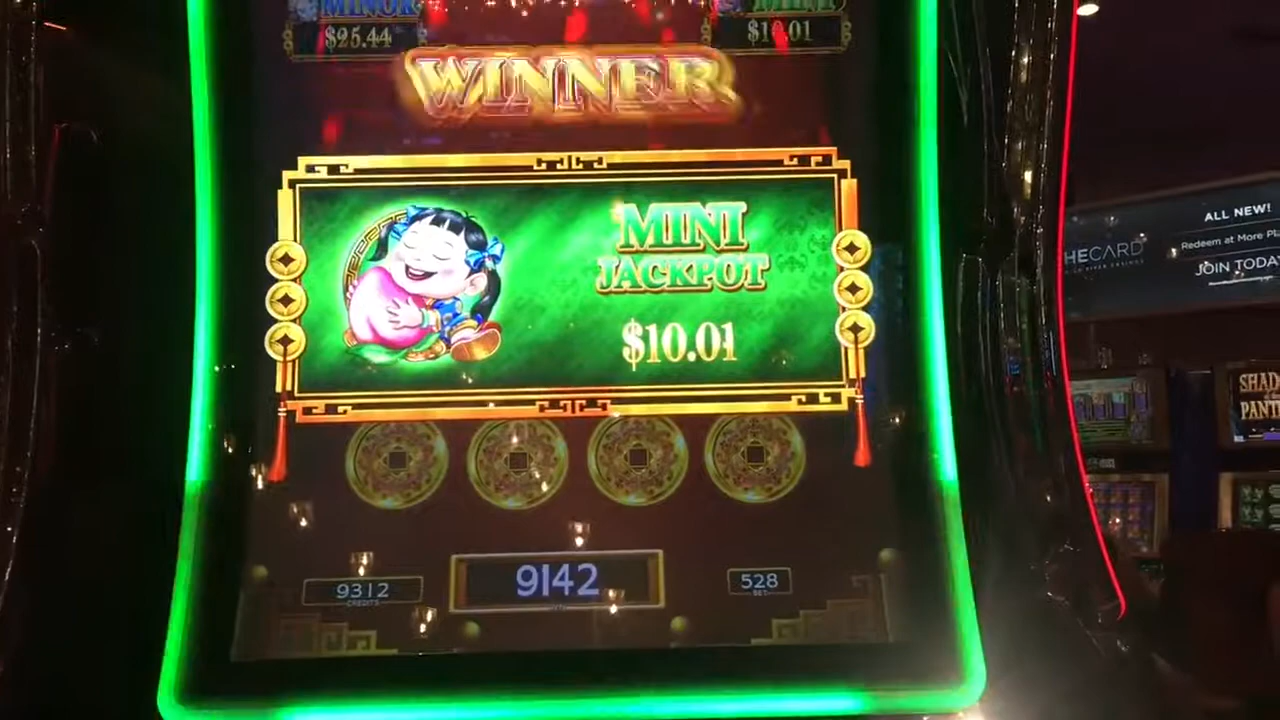 MINOR
$25.44
MINI
$10.01
WINNER
MINI
JACKPOT
$10.01
9312
CREDITS
9142
WIN
528
BET
ALL NEW!
Redeem at More
HECARD
JOIN TODAY
SHAD
PANT